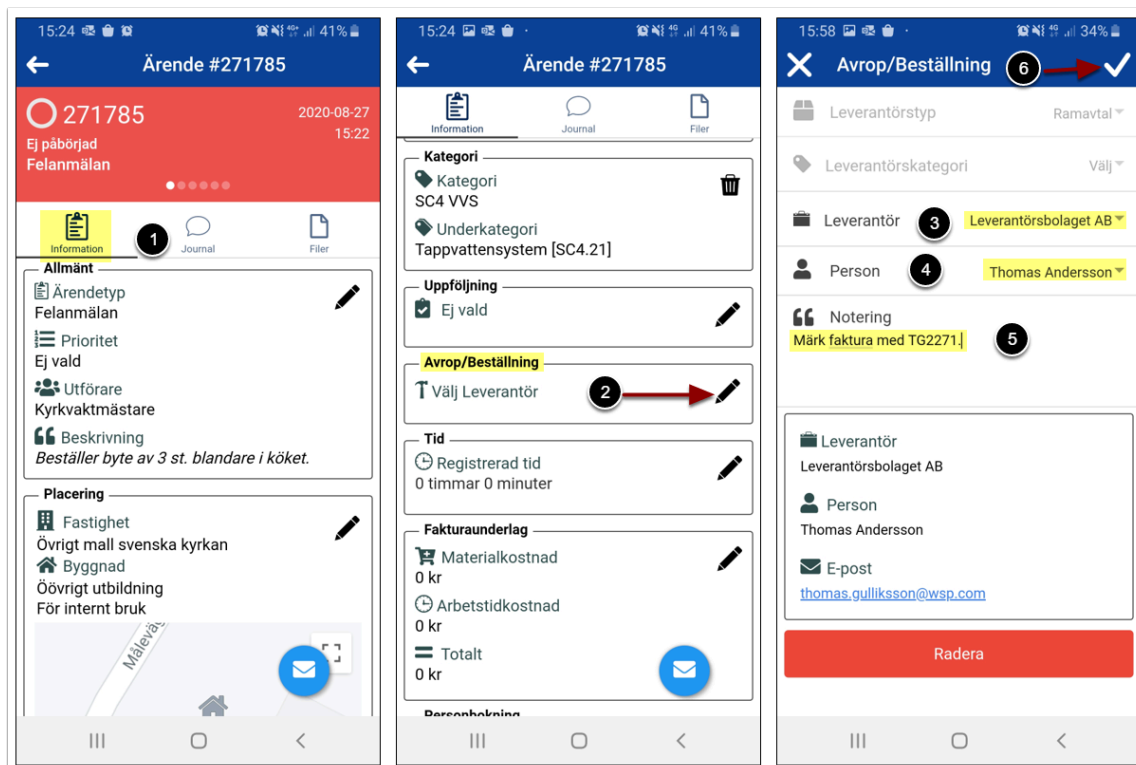 15:24 41%
Ärende #271785
271785 2020-08-27
Ej påbörjad 15:22
Felanmälan
Information 1 Journal Filer
Allmänt
Ärendetyp
Felanmälan
Prioritet
Ej vald
Utförare
Kyrkvaktmästare
Beskrivning
Beställer byte av 3 st. blandare i köket.
Placering
Fastighet
Övrigt mall svenska kyrkan
Byggnad
Öövrigt utbildning
För internt bruk
Målevä
15:24 4G 41%
Ärende #271785
Information Journal Filer
Kategori
Kategori
SC4 VVS
Underkategori
Tappvattensystem [SC4.21]
Uppföljning
Ej vald
Avrop/Beställning
Välj Leverantör 2
Tid
Registrerad tid
0 timmar 0 minuter
Fakturaunderlag
Materialkostnad
0 kr
Arbetstidkostnad
0 kr
Totalt
0 kr
Personbokning
15:58 4G 34%
Avrop/Beställning 6
Leverantörstyp Ramavtal
Leverantörskategori Välj
Leverantör 3 Leverantörsbolaget AB
Person 4 Thomas Andersson
Notering
Märk faktura med TG2271. 5
Leverantör
Leverantörsbolaget AB
Person
Thomas Andersson
E-post
thomas.gulliksson@wsp.com
Radera